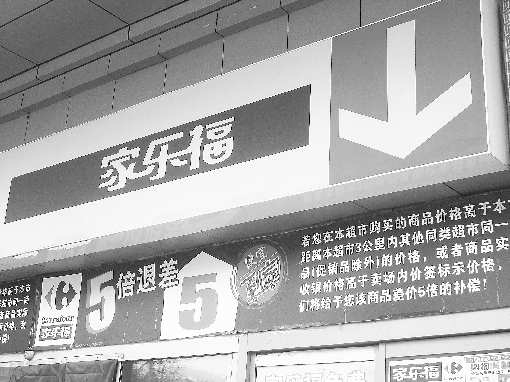 家乐福
5倍退差
5
Carrefour
家乐福
若您在本超市购买的商品价格高于本
距离本超市3公里内其他同类超市同一
(促销品除外)的价格，或者商品实
收银价格高于卖场内价签标示价格，
们将给予您该商品差价5倍的补偿！
家乐福